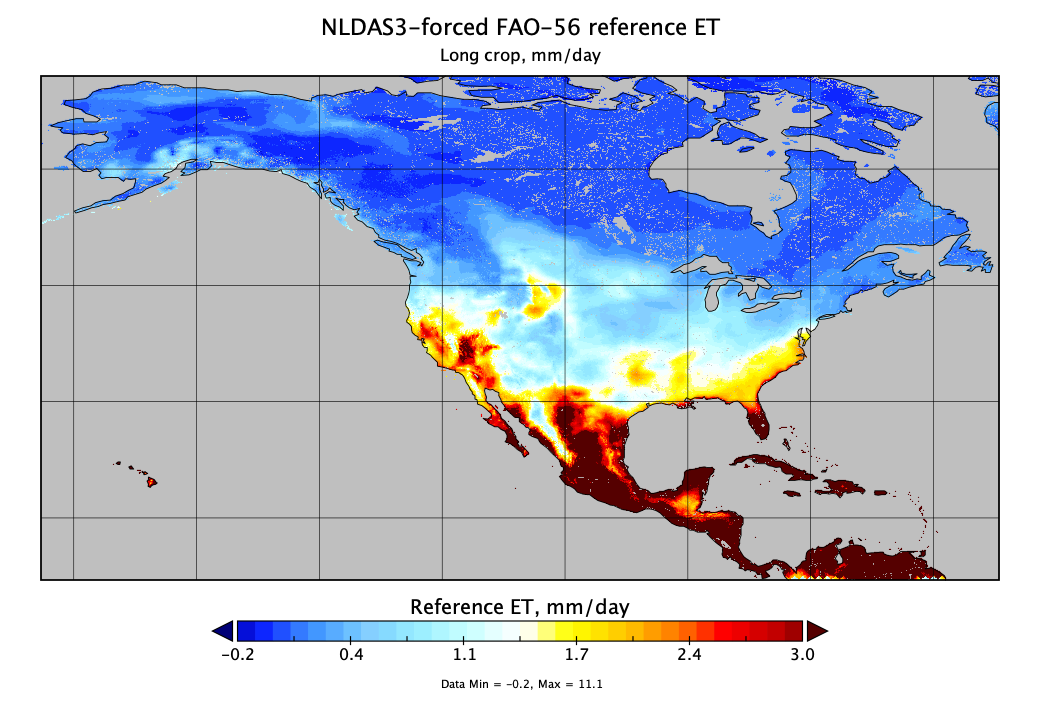 NLDAS3-forced FAO-56 reference ET
Long crop, mm/day
Reference ET, mm/day
-0.2 0.4 1.1 1.7 2.4 3.0
Data Min = -0.2, Max = 11.1